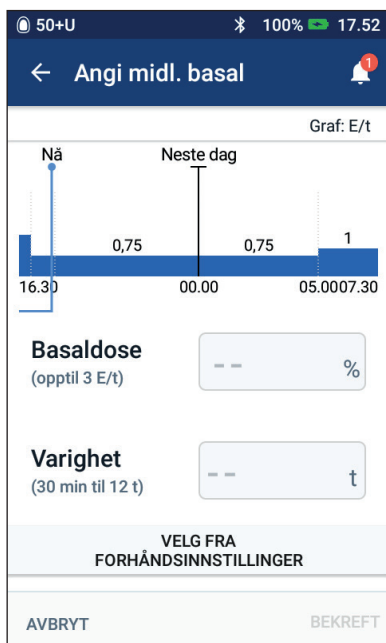 50+U 100% 17.52
Angi midl. basal 1
Graf: E/t
Nå Neste dag
0,75 0,75 1
16.30 00.00 05.00 07.30
Basaldose -- %
(opptil 3 E/t)
Varighet -- t
(30 min til 12 t)
VELG FRA
FORHÅNDSINNSTILLINGER
AVBRYT BEKREFT